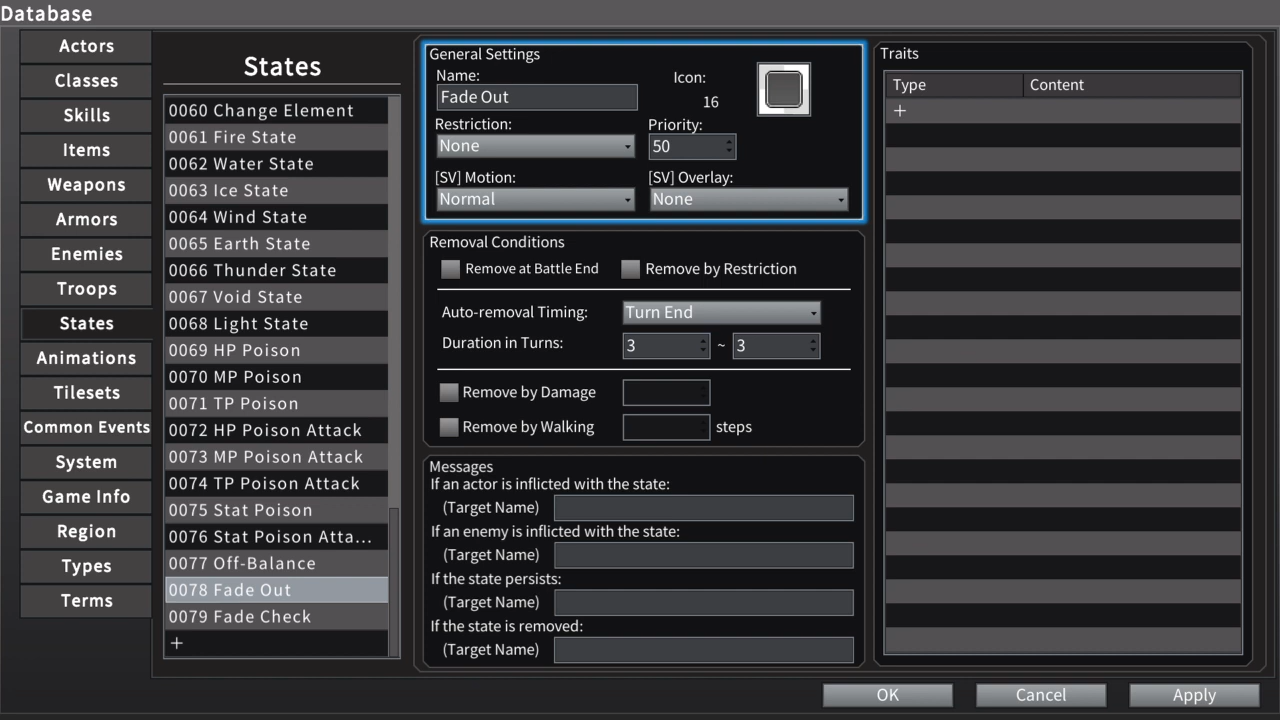 Database
Actors
Classes
Skills
Items
Weapons
Armors
Enemies
Troops
States
Animations
Tilesets
Common Events
System
Game Info
Region
Types
Terms
States
0060 Change Element
0061 Fire State
0062 Water State
0063 Ice State
0064 Wind State
0065 Earth State
0066 Thunder State
0067 Void State
0068 Light State
0069 HP Poison
0070 MP Poison
0071 TP Poison
0072 HP Poison Attack
0073 MP Poison Attack
0074 TP Poison Attack
0075 Stat Poison
0076 Stat Poison Atta...
0077 Off-Balance
0078 Fade Out
0079 Fade Check
+
General Settings
Name:
Fade Out
Icon:
16
Restriction:
None
Priority:
50
[SV] Motion:
Normal
[SV] Overlay:
None
Removal Conditions
Remove at Battle End
Remove by Restriction
Auto-removal Timing: Turn End
Duration in Turns: 3 ~ 3
Remove by Damage
Remove by Walking steps
Messages
If an actor is inflicted with the state:
(Target Name)
If an enemy is inflicted with the state:
(Target Name)
If the state persists:
(Target Name)
If the state is removed:
(Target Name)
Traits
Type Content
+
OK Cancel Apply